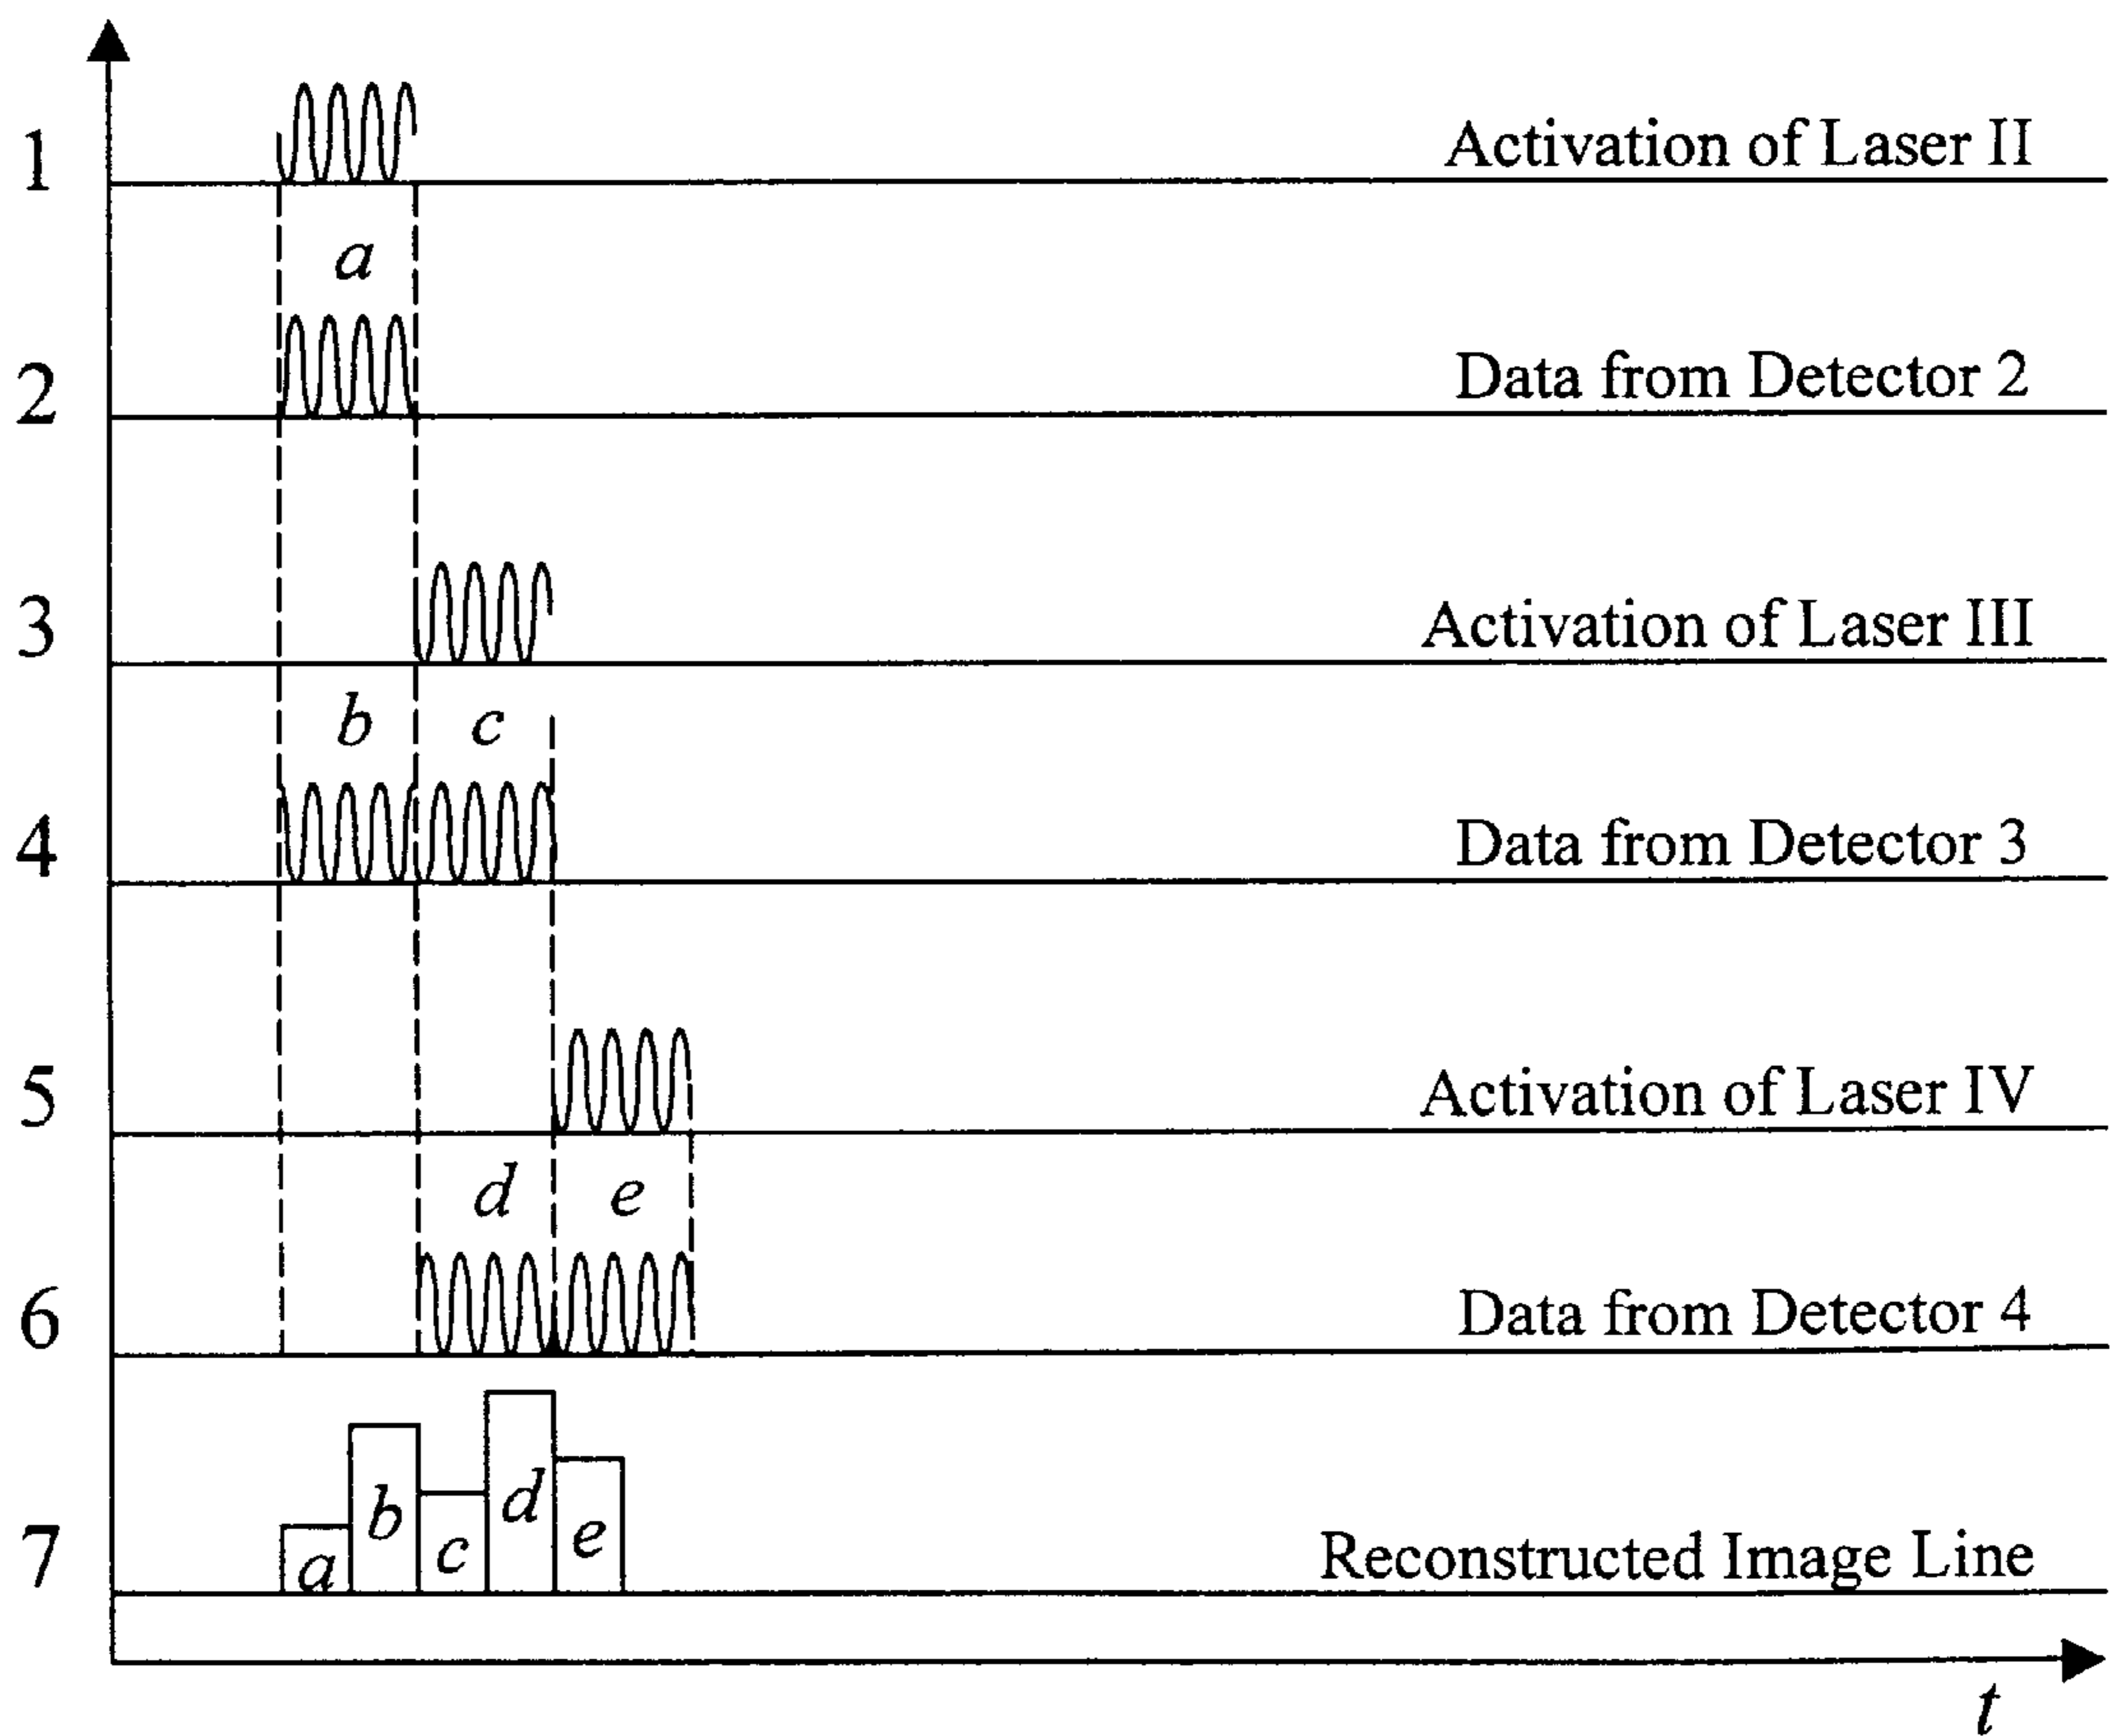 1 Activation of Laser II
a
2 Data from Detector 2
3 Activation of Laser III
b c
4 Data from Detector 3
5 Activation of Laser IV
d e
6 Data from Detector 4
a b c d e
7 Reconstructed Image Line
t